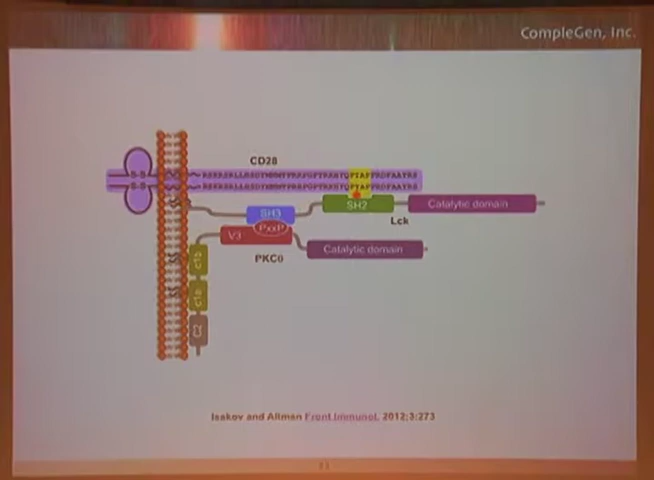 CompleGen, Inc.
CD28
S-S
S-S
SH3
SH2
Catalytic domain
Lck
V3
PxxP
PKCθ
Catalytic domain
c1a
c1a
C2
Isakov and Altman Front.Immunol. 2012;3:273